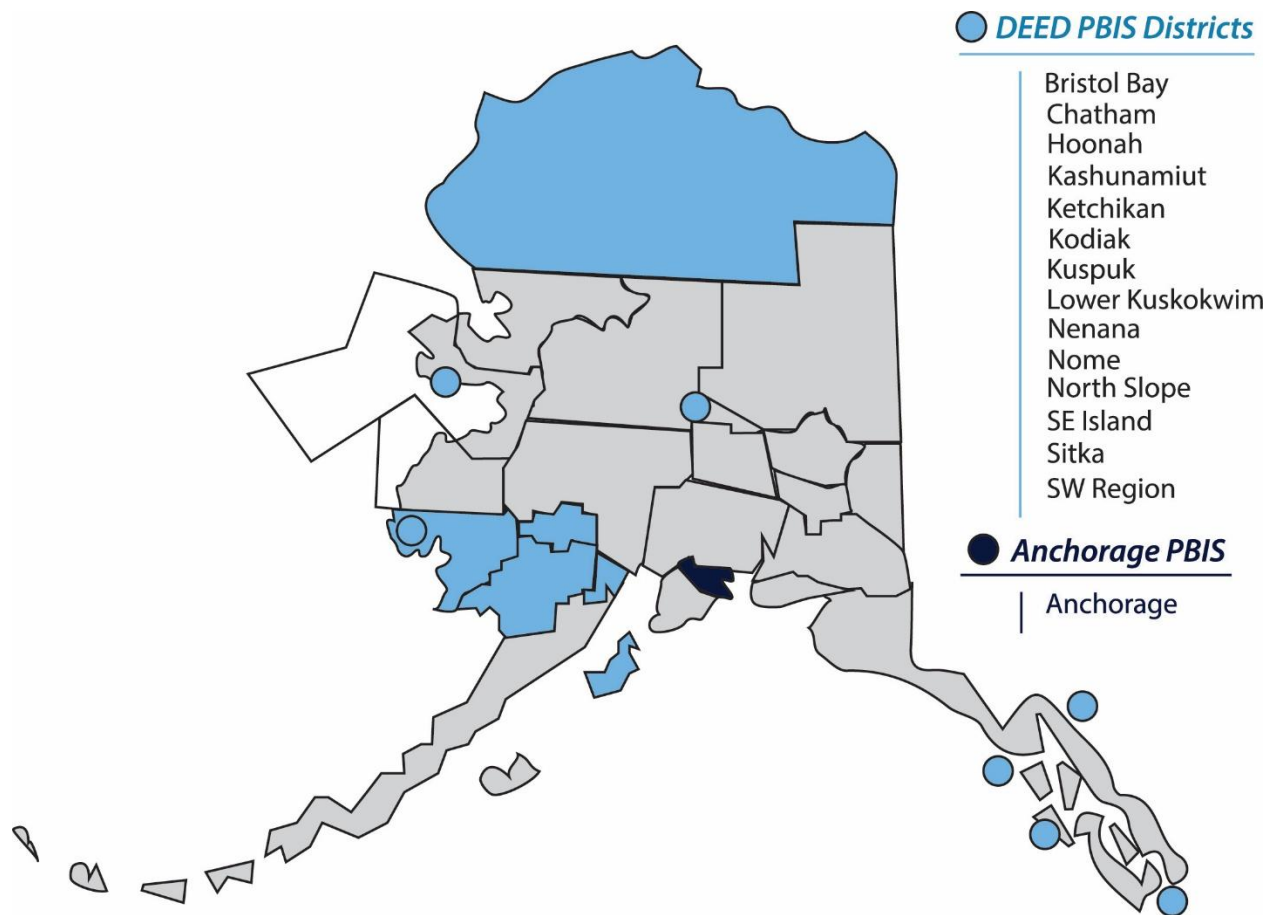 DEED PBIS Districts
Bristol Bay
Chatham
Hoonah
Kashunamiut
Ketchikan
Kodiak
Kuspuk
Lower Kuskokwim
Nenana
Nome
North Slope
SE Island
Sitka
SW Region
Anchorage PBIS
Anchorage